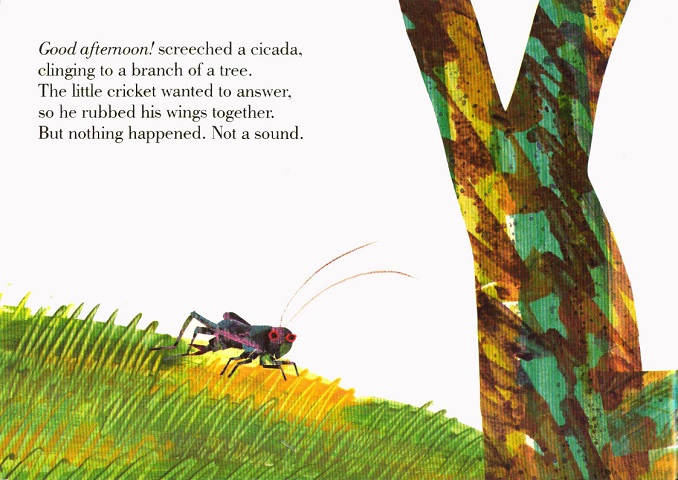 Good afternoon! screeched a cicada,
clinging to a branch of a tree.
The little cricket wanted to answer,
so he rubbed his wings together.
But nothing happened. Not a sound.